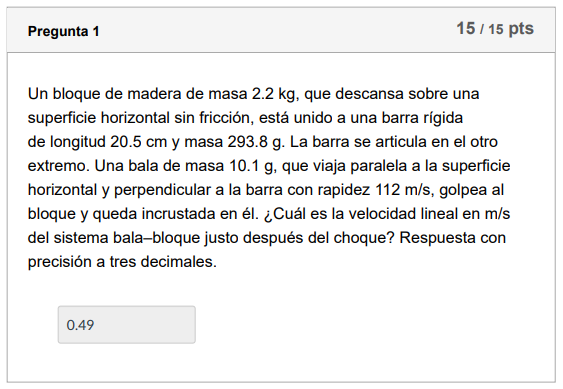 Pregunta 1
15 / 15 pts
Un bloque de madera de masa 2.2 kg, que descansa sobre una
superficie horizontal sin fricción, está unido a una barra rígida
de longitud 20.5 cm y masa 293.8 g. La barra se articula en el otro
extremo. Una bala de masa 10.1 g, que viaja paralela a la superficie
horizontal y perpendicular a la barra con rapidez 112 m/s, golpea al
bloque y queda incrustada en él. ¿Cuál es la velocidad lineal en m/s
del sistema bala–bloque justo después del choque? Respuesta con
precisión a tres decimales.
0.49